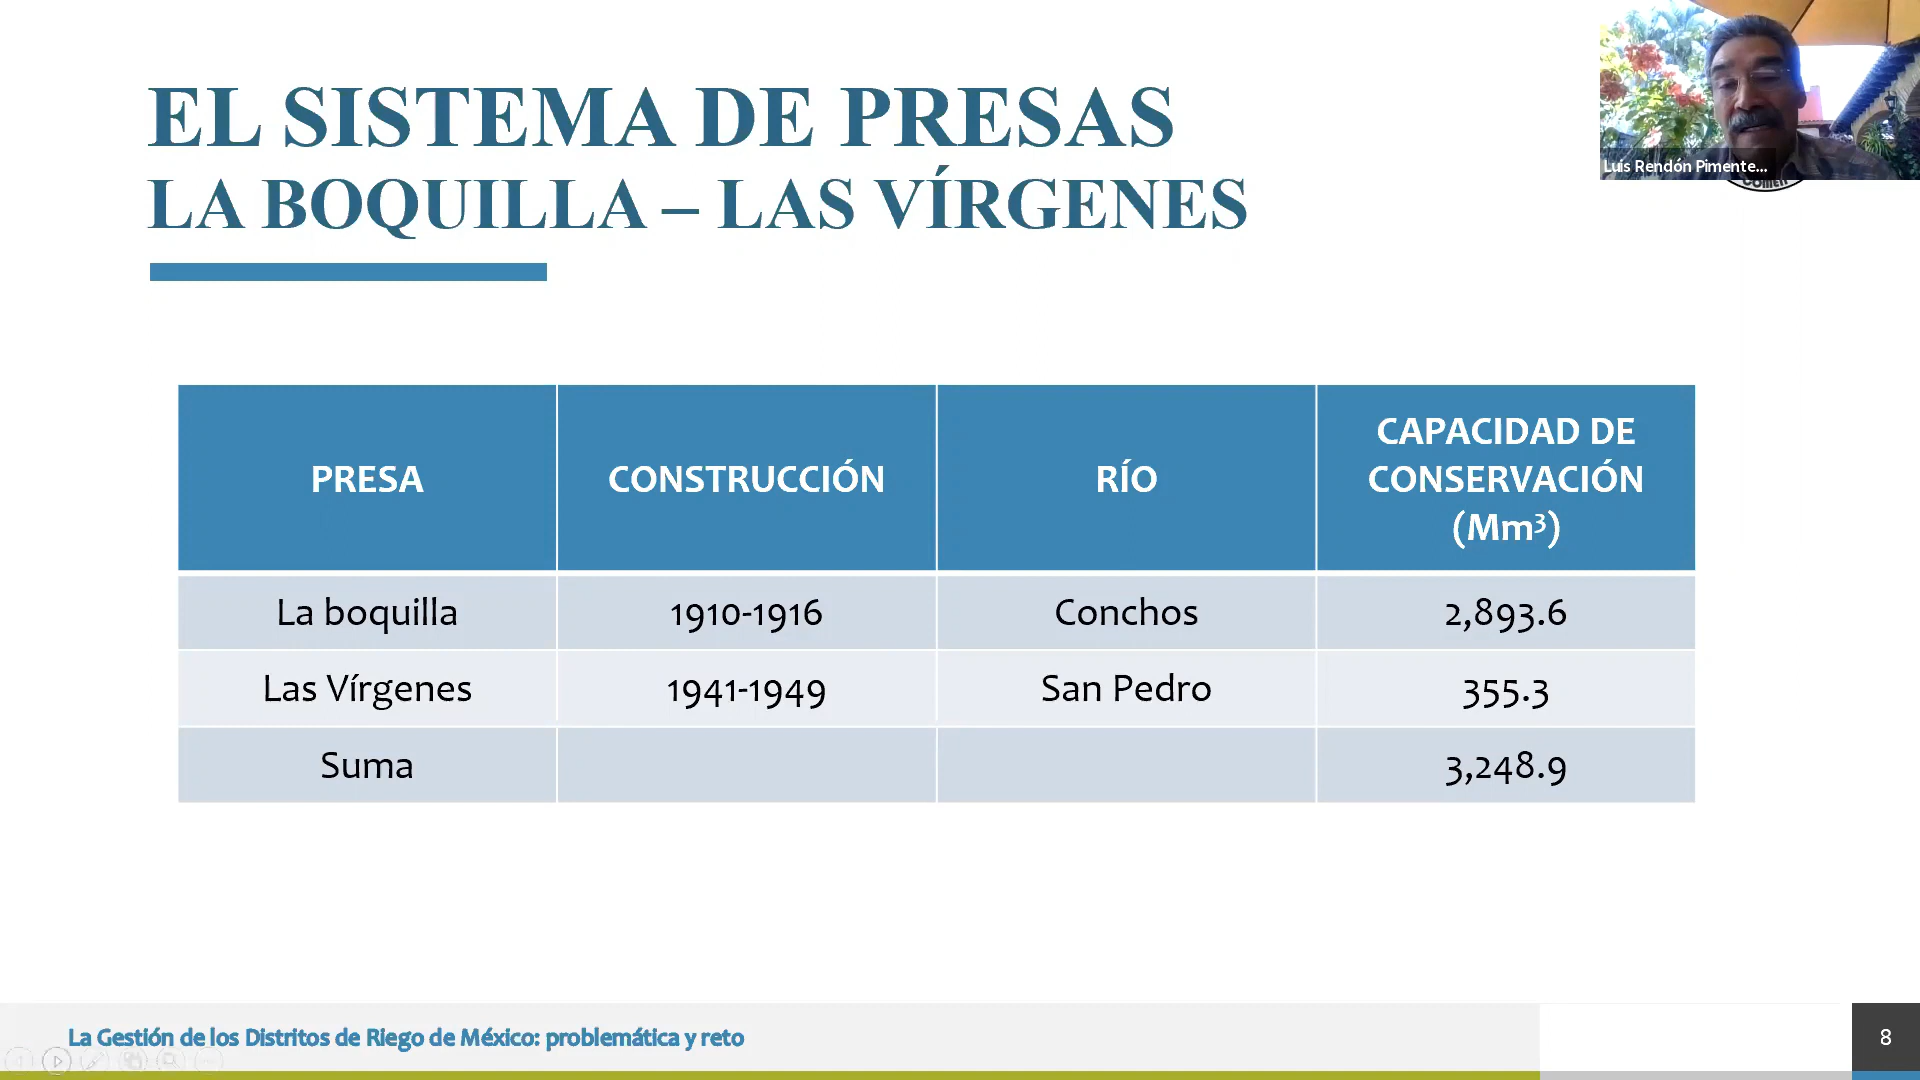 EL SISTEMA DE PRESAS
LA BOQUILLA – LAS VÍRGENES
Luis Rendón Pimente...
COMEII
PRESA
CONSTRUCCIÓN
RÍO
CAPACIDAD DE
CONSERVACIÓN
(Mm³)
La boquilla
1910-1916
Conchos
2,893.6
Las Vírgenes
1941-1949
San Pedro
355.3
Suma
3,248.9
La Gestión de los Distritos de Riego de México: problemática y reto
8